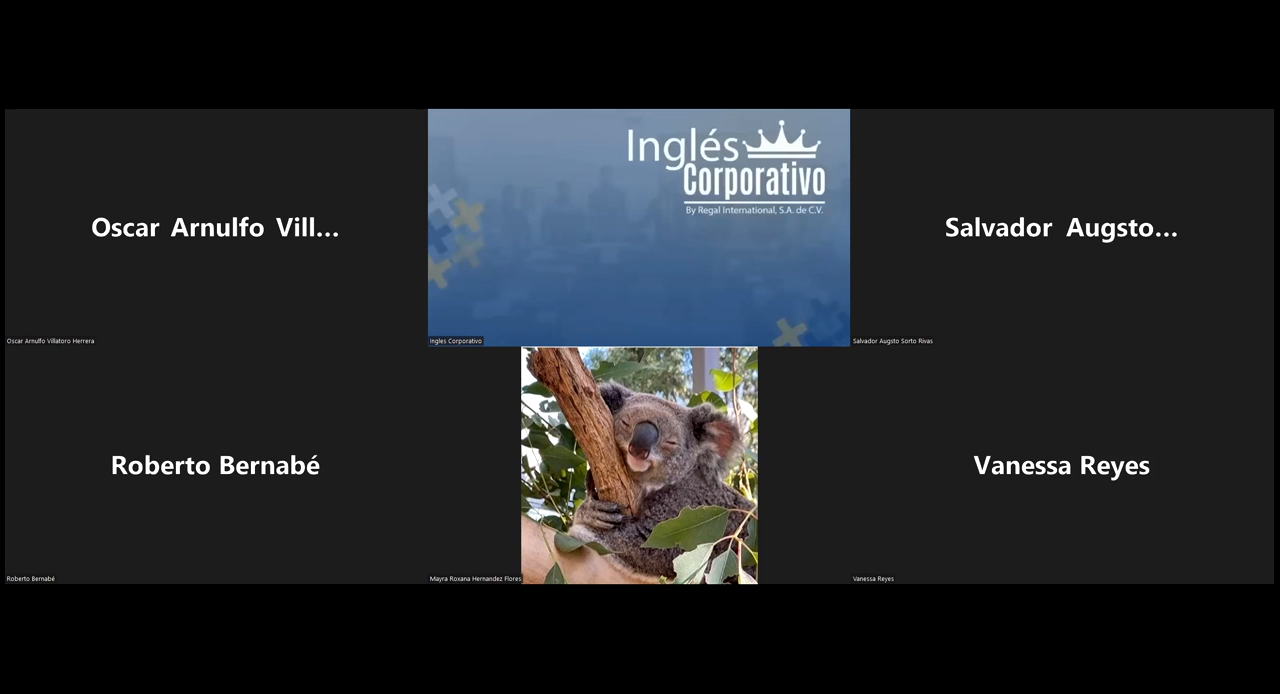 Oscar Arnulfo Vill...
Oscar Arnulfo Villatoro Herrera
Inglés
Corporativo
By Regal International, S.A. de C.V.
Ingles Corporativo
Salvador Augsto...
Salvador Augsto Sorto Rivas
Roberto Bernabé
Roberto Bernabé
Mayra Roxana Hernandez Flores
Vanessa Reyes
Vanessa Reyes